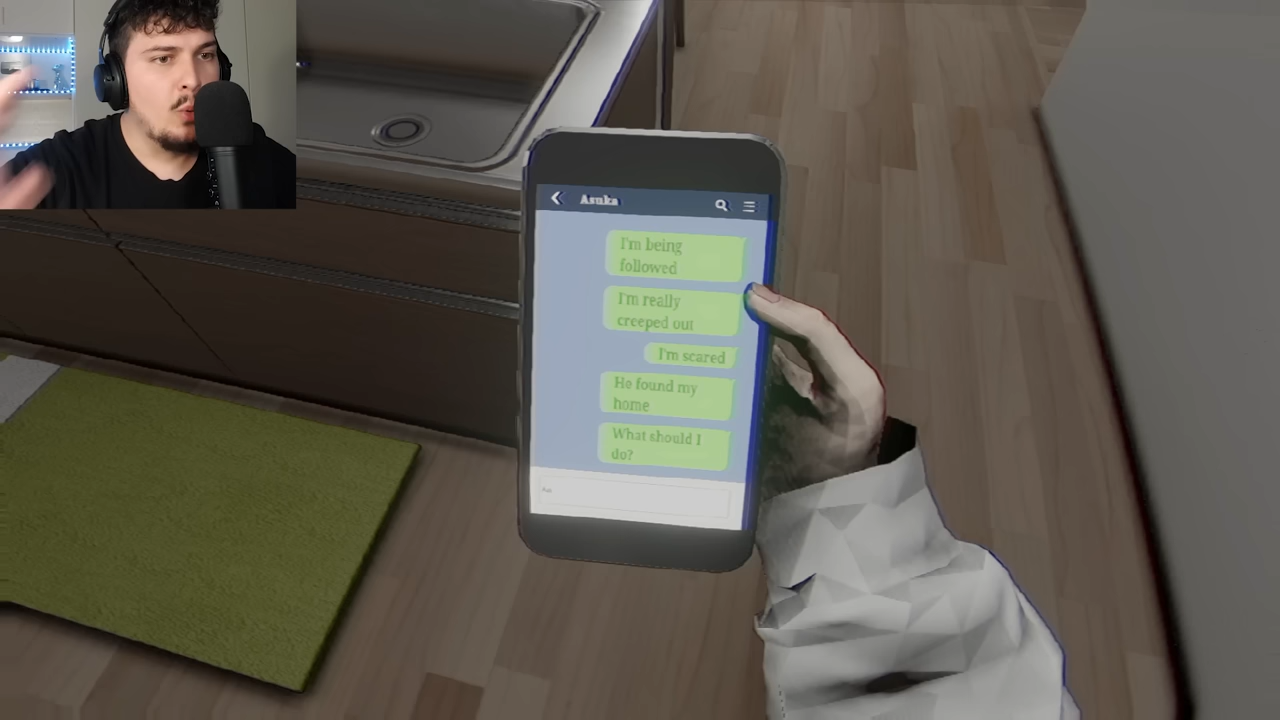 Asuka
I'm being
followed
I'm really
creeped out
I'm scared
He found my
home
What should I
do?